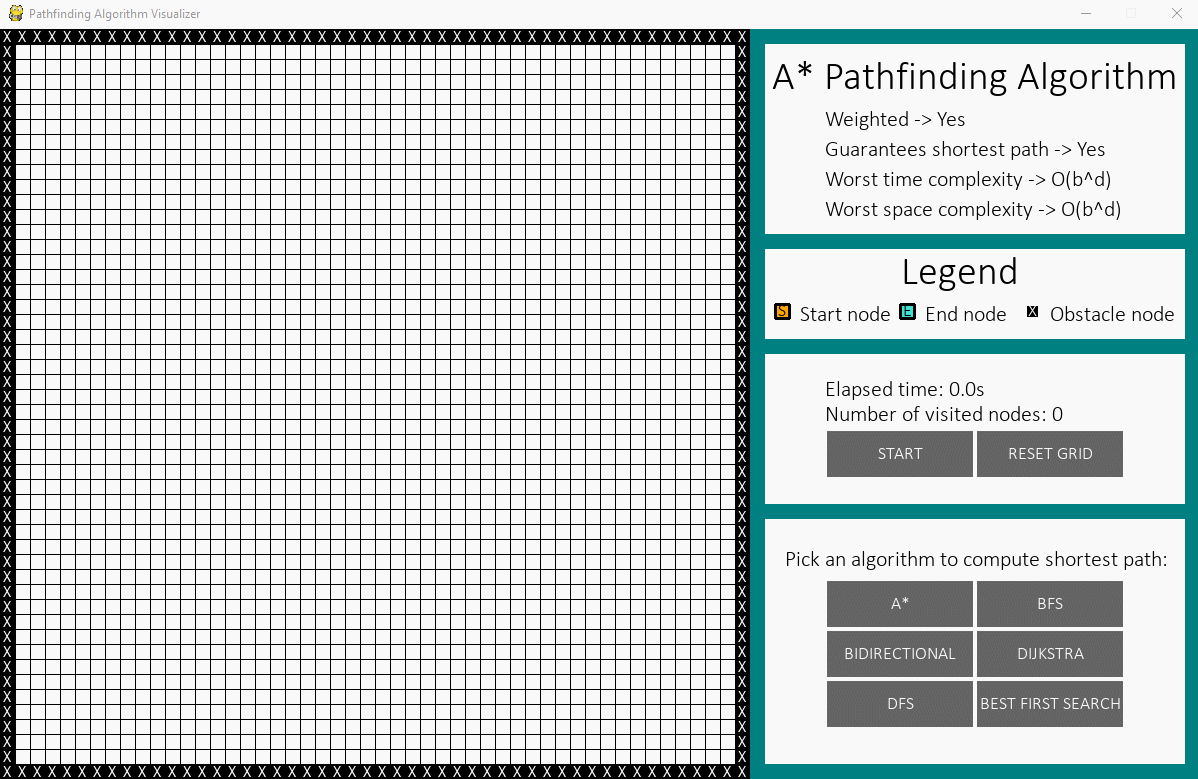 Pathfinding Algorithm Visualizer
X X X X X X X X X X X X X X X X X X X X X X X X X X X X X X X X X X X X X X X X X X X X X X X X X X
A* Pathfinding Algorithm
Weighted -> Yes
Guarantees shortest path -> Yes
Worst time complexity -> O(b^d)
Worst space complexity -> O(b^d)
Legend
S Start node E End node X Obstacle node
Elapsed time: 0.0s
Number of visited nodes: 0
START RESET GRID
Pick an algorithm to compute shortest path:
A* BFS
BIDIRECTIONAL DIJKSTRA
DFS BEST FIRST SEARCH
X X X X X X X X X X X X X X X X X X X X X X X X X X X X X X X X X X X X X X X X X X X X X X X X X X